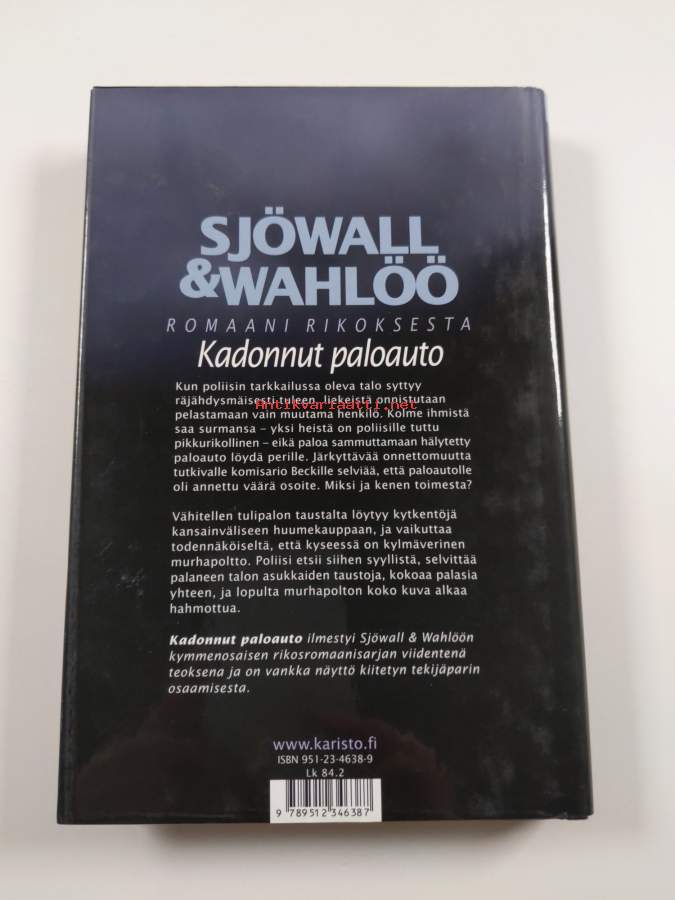 SJÖWALL
&WAHLÖÖ
ROMAANI RIKOKSESTA
Kadonnut paloauto
Kun poliisin tarkkailussa oleva talo syttyy
räjähdysmäisesti tuleen, liekeistä onnistutaan
Antikvariaatti.net
pelastamaan vain muutama henkilö. Kolme ihmistä
saa surmansa – yksi heistä on poliisille tuttu
pikkurikollinen – eikä paloa sammuttamaan hälytetty
paloauto löydä perille. Järkyttävää onnettomuutta
tutkivalle komisario Beckille selviää, että paloautolle
oli annettu väärä osoite. Miksi ja kenen toimesta?
Vähitellen tulipalon taustalta löytyy kytkentöjä
kansainväliseen huumekauppaan, ja vaikuttaa
todennäköiseltä, että kyseessä on kylmäverinen
murhapoltto. Poliisi etsii siihen syyllistä, selvittää
palaneen talon asukkaiden taustoja, kokoaa palasia
yhteen, ja lopulta murhapolton koko kuva alkaa
hahmottua.
Kadonnut paloauto ilmestyi Sjöwall & Wahlöön
kymmenosaisen rikosromaanisarjan viidentenä
teoksena ja on vankka näyttö kiitetyn tekijäparin
osaamisesta.
www.karisto.fi
ISBN 951-23-4638-9
Lk 84.2
9 789512 346387